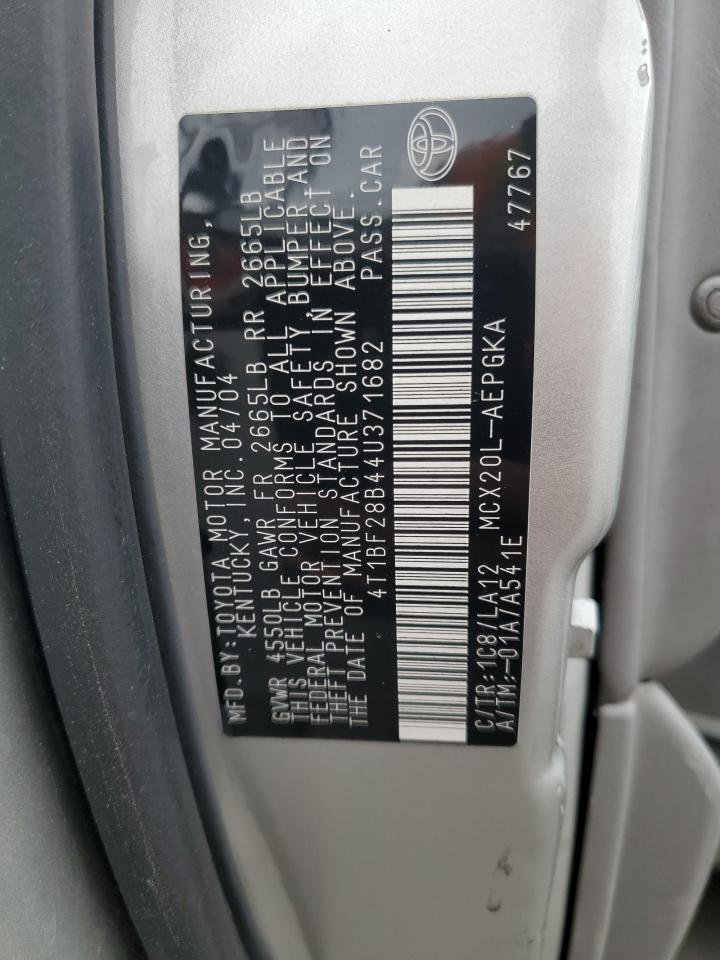 MFD. BY: TOYOTA MOTOR MANUFACTURING,
KENTUCKY, INC. 04/04
GVWR 4550LB GAWR FR 2665LB RR 2665LB
THIS VEHICLE CONFORMS TO ALL APPLICABLE
FEDERAL MOTOR VEHICLE SAFETY, BUMPER, AND
THEFT PREVENTION STANDARDS IN EFFECT ON
THE DATE OF MANUFACTURE SHOWN ABOVE.
4T1BF28B44U371682 PASS. CAR
C/TR: 1C8/LA12 MCX20L-AEPGKA 47767
A/TM: -01A/A541E